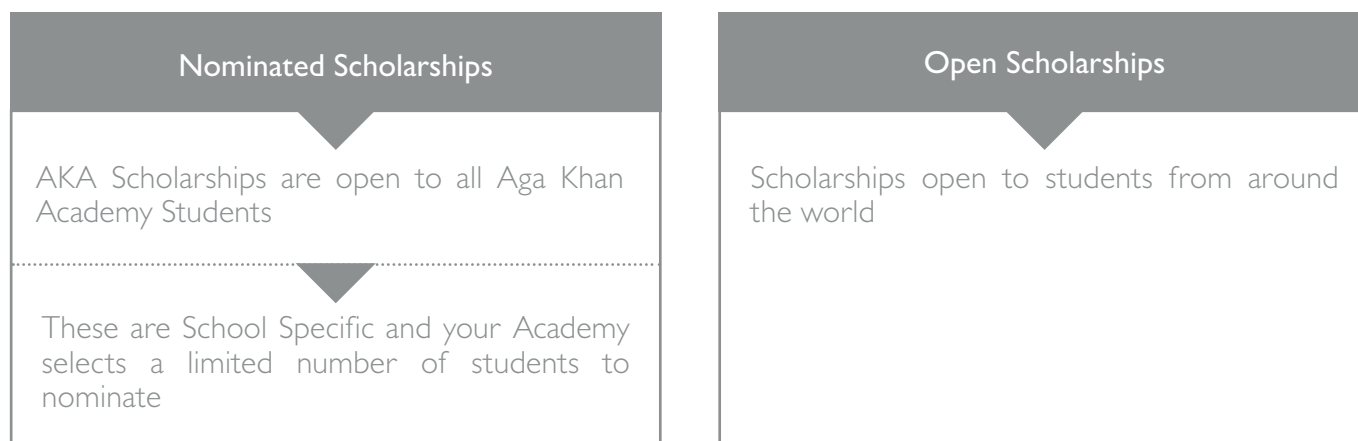 Nominated Scholarships
AKA Scholarships are open to all Aga Khan
Academy Students
These are School Specific and your Academy
selects a limited number of students to
nominate
Open Scholarships
Scholarships open to students from around
the world